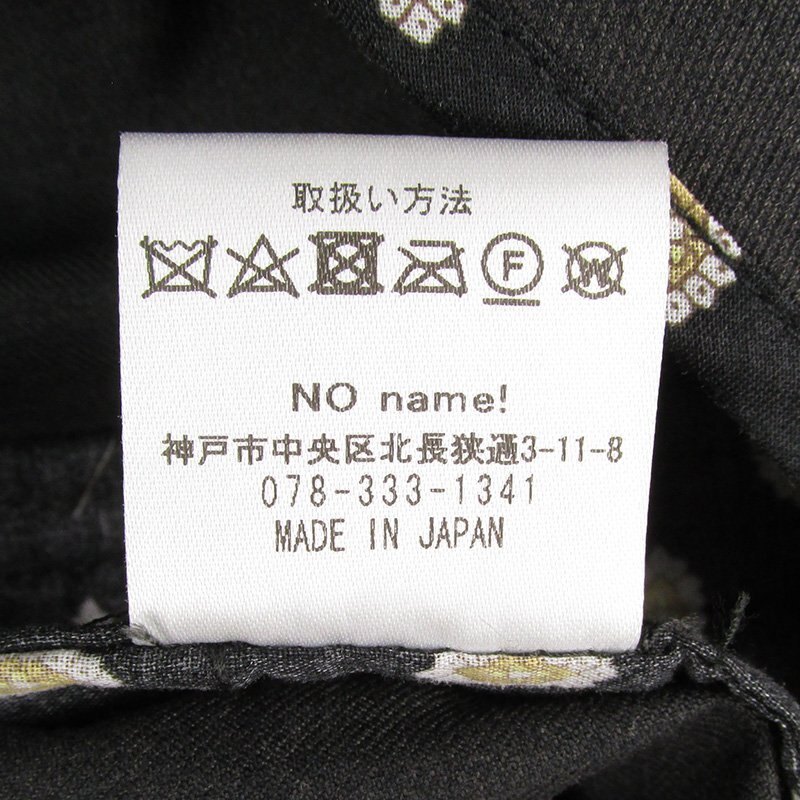 取扱い方法
F W
NO name!
神戸市中央区北長狭通3-11-8
078-333-1341
MADE IN JAPAN